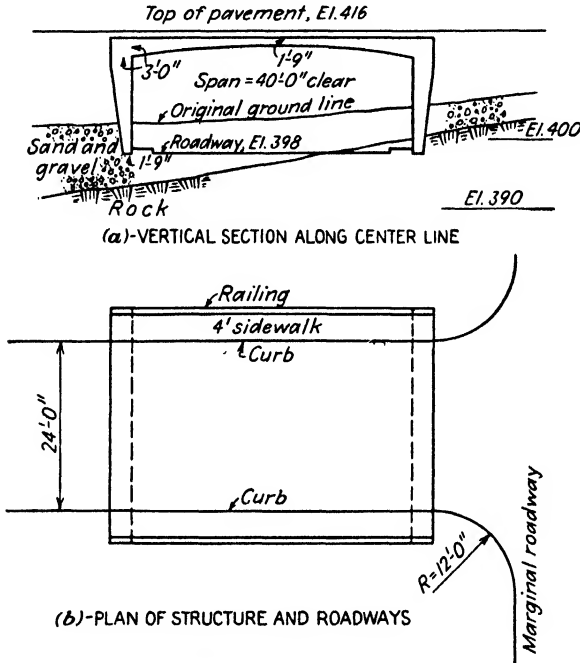 Top of pavement, El. 416
1'-9"
3'-0"
Span = 40'-0" clear
Original ground line
Sand and
gravel
Roadway, El. 398
1'-9"
El. 400
Rock
El. 390
(a)-VERTICAL SECTION ALONG CENTER LINE
Railing
4' sidewalk
Curb
24'-0"
Curb
R=12'-0"
Marginal roadway
(b)-PLAN OF STRUCTURE AND ROADWAYS